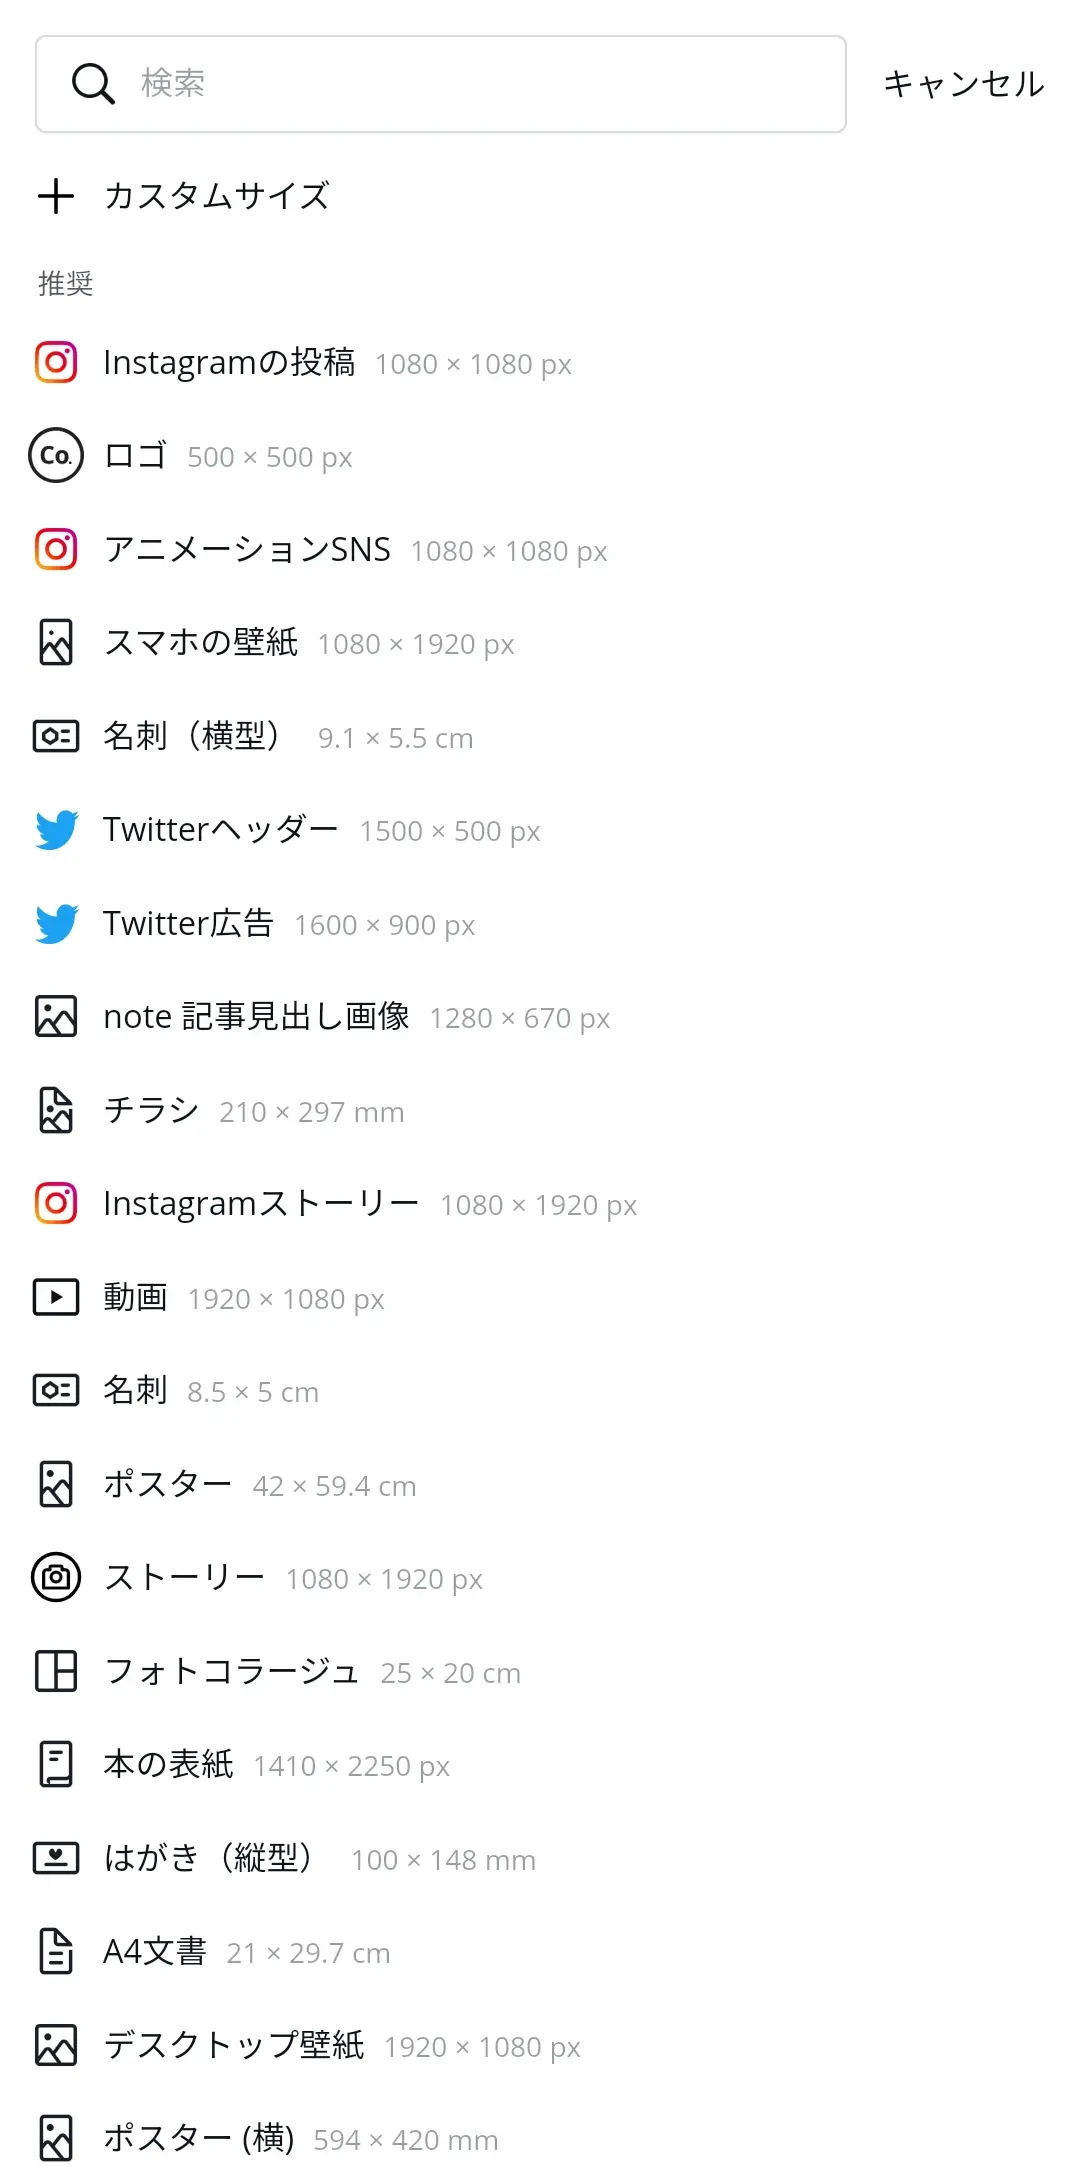 検索
キャンセル
カスタムサイズ
推奨
Instagramの投稿 1080 × 1080 px
Co. ロゴ 500 × 500 px
アニメーションSNS 1080 × 1080 px
スマホの壁紙 1080 × 1920 px
名刺（横型） 9.1 × 5.5 cm
Twitterヘッダー 1500 × 500 px
Twitter広告 1600 × 900 px
note 記事見出し画像 1280 × 670 px
チラシ 210 × 297 mm
Instagramストーリー 1080 × 1920 px
動画 1920 × 1080 px
名刺 8.5 × 5 cm
ポスター 42 × 59.4 cm
ストーリー 1080 × 1920 px
フォトコラージュ 25 × 20 cm
本の表紙 1410 × 2250 px
はがき（縦型） 100 × 148 mm
A4文書 21 × 29.7 cm
デスクトップ壁紙 1920 × 1080 px
ポスター (横) 594 × 420 mm